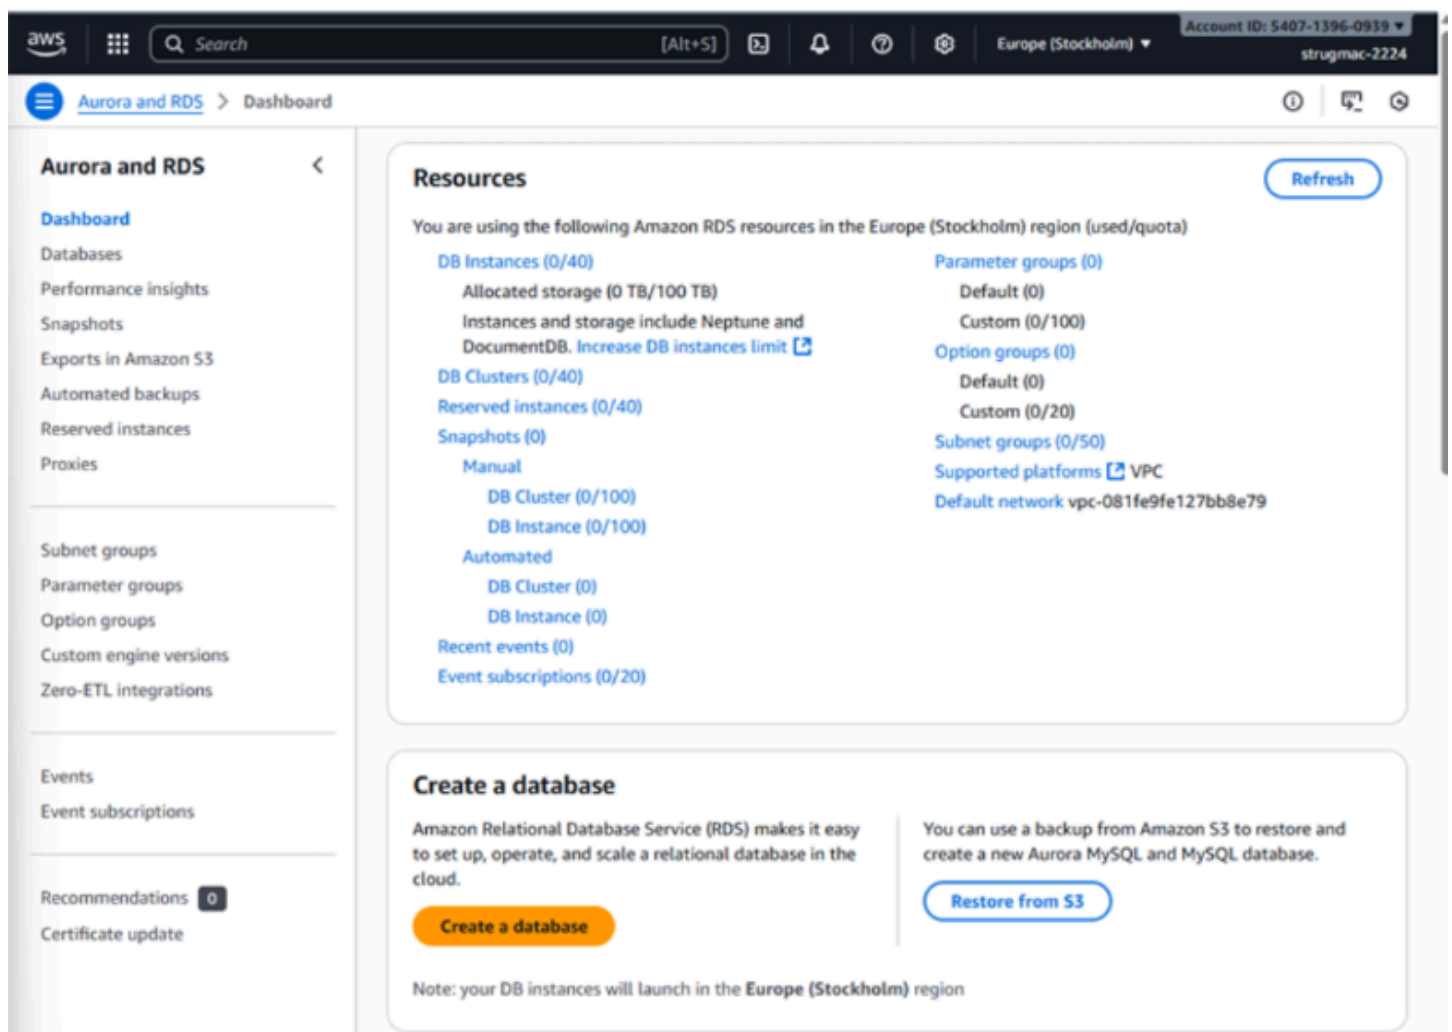 aws
Search
[Alt+S]
Europe (Stockholm)
Account ID: 5407-1396-0939
strugmac-2224
Aurora and RDS > Dashboard
Aurora and RDS
Dashboard
Databases
Performance insights
Snapshots
Exports in Amazon S3
Automated backups
Reserved instances
Proxies
Subnet groups
Parameter groups
Option groups
Custom engine versions
Zero-ETL integrations
Events
Event subscriptions
Recommendations 0
Certificate update
Resources
Refresh
You are using the following Amazon RDS resources in the Europe (Stockholm) region (used/quota)
DB Instances (0/40)
Allocated storage (0 TB/100 TB)
Instances and storage include Neptune and
DocumentDB. Increase DB instances limit
DB Clusters (0/40)
Reserved instances (0/40)
Snapshots (0)
Manual
DB Cluster (0/100)
DB Instance (0/100)
Automated
DB Cluster (0)
DB Instance (0)
Recent events (0)
Event subscriptions (0/20)
Parameter groups (0)
Default (0)
Custom (0/100)
Option groups (0)
Default (0)
Custom (0/20)
Subnet groups (0/50)
Supported platforms VPC
Default network vpc-081fe9fe127bb8e79
Create a database
Amazon Relational Database Service (RDS) makes it easy
to set up, operate, and scale a relational database in the
cloud.
Create a database
You can use a backup from Amazon S3 to restore and
create a new Aurora MySQL and MySQL database.
Restore from S3
Note: your DB instances will launch in the Europe (Stockholm) region